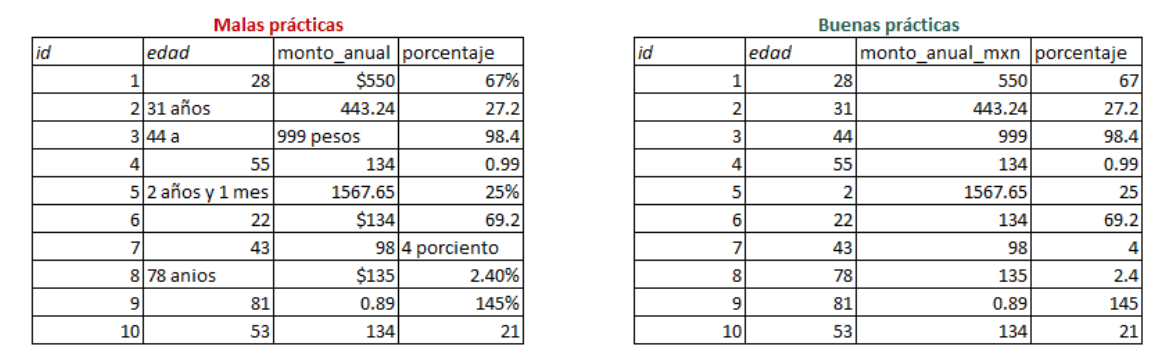 Malas prácticas
id edad monto_anual porcentaje
1 28 $550 67%
2 31 años 443.24 27.2
3 44 a 999 pesos 98.4
4 55 134 0.99
5 2 años y 1 mes 1567.65 25%
6 22 $134 69.2
7 43 98 4 porciento
8 78 anios $135 2.40%
9 81 0.89 145%
10 53 134 21
Buenas prácticas
id edad monto_anual_mxn porcentaje
1 28 550 67
2 31 443.24 27.2
3 44 999 98.4
4 55 134 0.99
5 2 1567.65 25
6 22 134 69.2
7 43 98 4
8 78 135 2.4
9 81 0.89 145
10 53 134 21